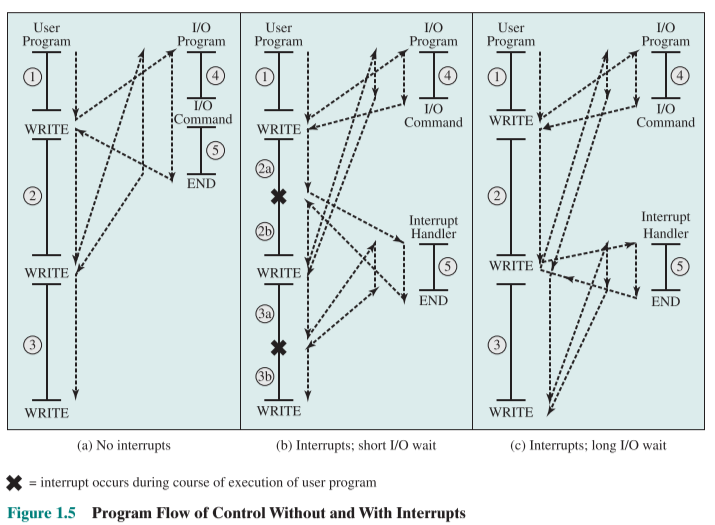 User
Program
I/O
Program
1
4
I/O
Command
WRITE
5
2
END
WRITE
3
WRITE
(a) No interrupts
User
Program
I/O
Program
1
4
I/O
Command
WRITE
2a
2b
Interrupt
Handler
WRITE
5
END
3a
3b
WRITE
(b) Interrupts; short I/O wait
User
Program
I/O
Program
1
4
I/O
Command
WRITE
2
Interrupt
Handler
WRITE
5
END
3
WRITE
(c) Interrupts; long I/O wait
= interrupt occurs during course of execution of user program
Figure 1.5 Program Flow of Control Without and With Interrupts